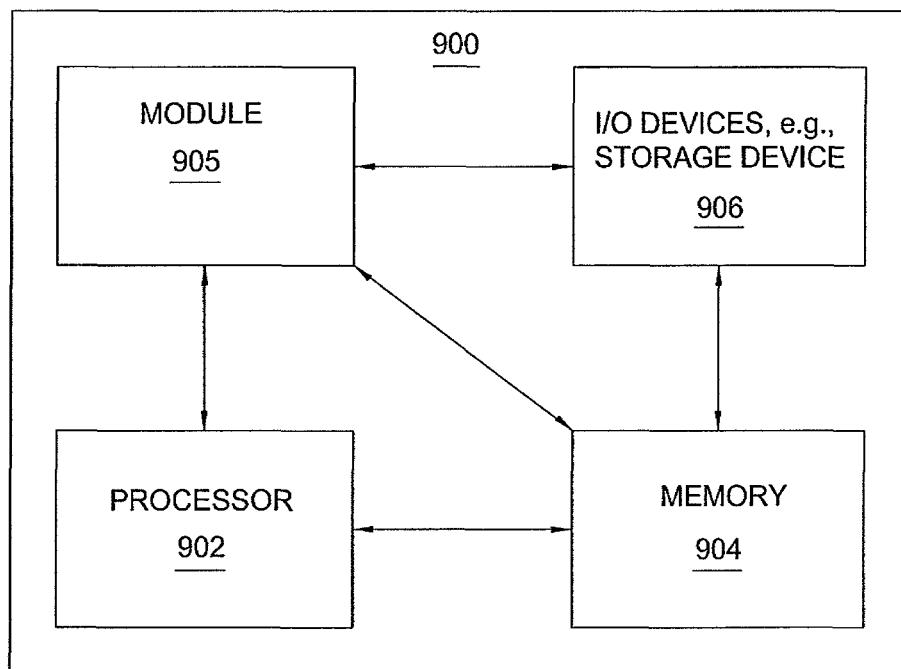 900
MODULE
905
I/O DEVICES, e.g.,
STORAGE DEVICE
906
PROCESSOR
902
MEMORY
904